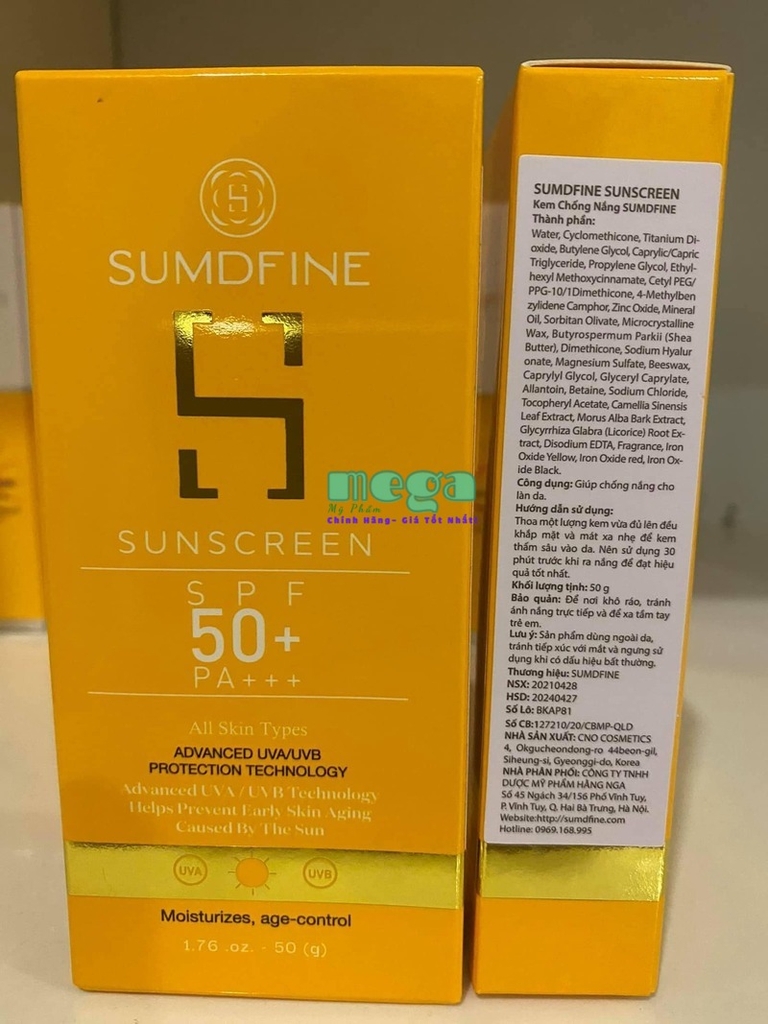 SUMDFINE
SUNSCREEN
SPF
50+
PA+++
All Skin Types
ADVANCED UVA/UVB
PROTECTION TECHNOLOGY
Advanced UVA / UVB Technology
Helps Prevent Early Skin Aging
Caused By The Sun
UVA
UVB
Moisturizes, age-control
1.76 .oz. - 50 (g)
mega
Mỹ Phẩm
Chính Hãng- Giá Tốt Nhất
SUMDFINE SUNSCREEN
Kem Chống Nắng SUMDFINE
Thành phần:
Water, Cyclomethicone, Titanium Di-
oxide, Butylene Glycol, Caprylic/Capric
Triglyceride, Propylene Glycol, Ethyl-
hexyl Methoxycinnamate, Cetyl PEG/
PPG-10/1Dimethicone, 4-Methylben
zylidene Camphor, Zinc Oxide, Mineral
Oil, Sorbitan Olivate, Microcrystalline
Wax, Butyrospermum Parkii (Shea
Butter), Dimethicone, Sodium Hyalur
onate, Magnesium Sulfate, Beeswax,
Caprylyl Glycol, Glyceryl Caprylate,
Allantoin, Betaine, Sodium Chloride,
Tocopheryl Acetate, Camellia Sinensis
Leaf Extract, Morus Alba Bark Extract,
Glycyrrhiza Glabra (Licorice) Root Ex-
tract, Disodium EDTA, Fragrance, Iron
Oxide Yellow, Iron Oxide red, Iron Ox-
ide Black.
Công dụng: Giúp chống nắng cho
làn da.
Hướng dẫn sử dụng:
Thoa một lượng kem vừa đủ lên đều
khắp mặt và mát xa nhẹ để kem
thấm sâu vào da. Nên sử dụng 30
phút trước khi ra nắng để đạt hiệu
quả tốt nhất.
Khối lượng tịnh: 50 g
Bảo quản: Để nơi khô ráo, tránh
ánh nắng trực tiếp và để xa tầm tay
trẻ em.
Lưu ý: Sản phẩm dùng ngoài da,
tránh tiếp xúc với mắt và ngưng sử
dụng khi có dấu hiệu bất thường.
Thương hiệu: SUMDFINE
NSX: 20210428
HSD: 20240427
Số Lô: BKAP81
Số CB:127210/20/CBMP-QLD
NHÀ SẢN XUẤT: CNO COSMETICS
4, Okgucheondong-ro 44beon-gil,
Siheung-si, Gyeonggi-do, Korea
NHÀ PHÂN PHỐI: CÔNG TY TNHH
DƯỢC MỸ PHẨM HẰNG NGA
Số 45 Ngách 34/156 Phố Vĩnh Tuy,
P. Vĩnh Tuy, Q. Hai Bà Trưng, Hà Nội.
Website:http://sumdfine.com
Hotline: 0969.168.995